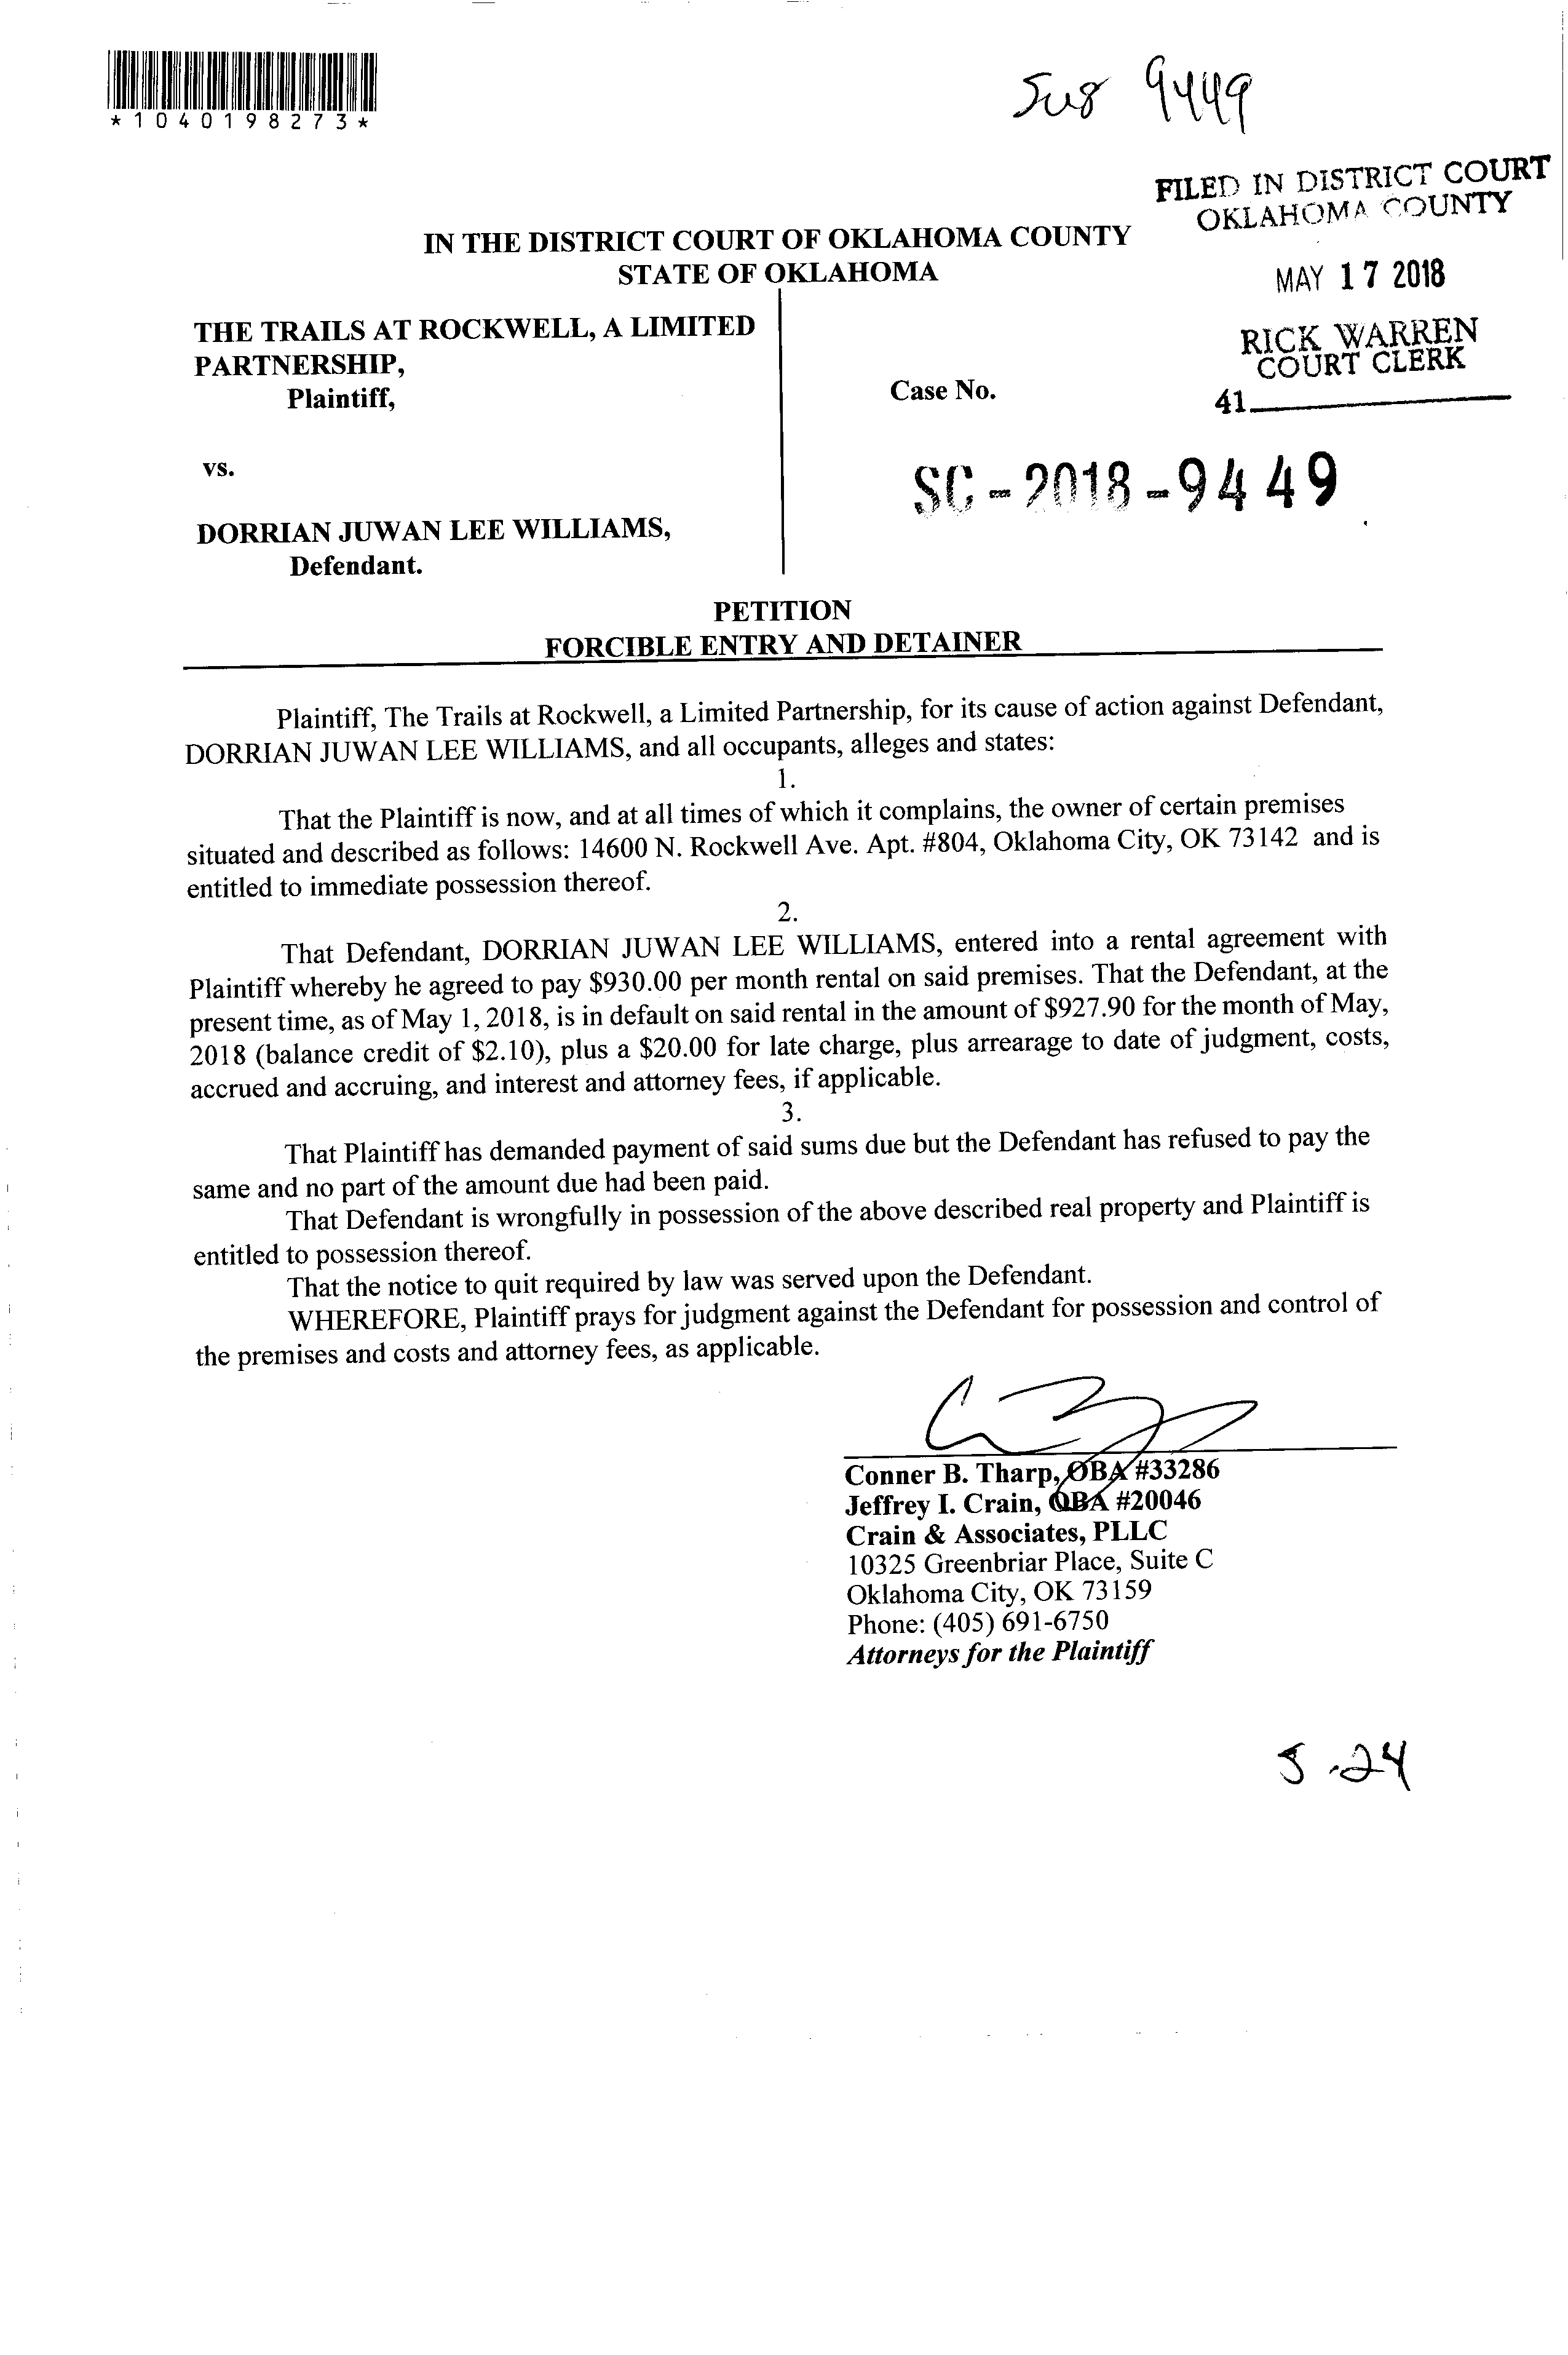 *1040198273*
9449
FILED IN DISTRICT COURT
OKLAHOMA COUNTY
IN THE DISTRICT COURT OF OKLAHOMA COUNTY
STATE OF OKLAHOMA
MAY 17 2018
RICK WARREN
COURT CLERK
41
THE TRAILS AT ROCKWELL, A LIMITED
PARTNERSHIP,
Plaintiff,
Case No.
vs.
SC-2018-9449
DORRIAN JUWAN LEE WILLIAMS,
Defendant.
PETITION
FORCIBLE ENTRY AND DETAINER
Plaintiff, The Trails at Rockwell, a Limited Partnership, for its cause of action against Defendant,
DORRIAN JUWAN LEE WILLIAMS, and all occupants, alleges and states:
1.
That the Plaintiff is now, and at all times of which it complains, the owner of certain premises
situated and described as follows: 14600 N. Rockwell Ave. Apt. #804, Oklahoma City, OK 73142 and is
entitled to immediate possession thereof.
2.
That Defendant, DORRIAN JUWAN LEE WILLIAMS, entered into a rental agreement with
Plaintiff whereby he agreed to pay $930.00 per month rental on said premises. That the Defendant, at the
present time, as of May 1, 2018, is in default on said rental in the amount of $927.90 for the month of May,
2018 (balance credit of $2.10), plus a $20.00 for late charge, plus arrearage to date of judgment, costs,
accrued and accruing, and interest and attorney fees, if applicable.
3.
That Plaintiff has demanded payment of said sums due but the Defendant has refused to pay the
same and no part of the amount due had been paid.
That Defendant is wrongfully in possession of the above described real property and Plaintiff is
entitled to possession thereof.
That the notice to quit required by law was served upon the Defendant.
WHEREFORE, Plaintiff prays for judgment against the Defendant for possession and control of
the premises and costs and attorney fees, as applicable.
Conner B. Tharp, OBA #33286
Jeffrey I. Crain, OBA #20046
Crain & Associates, PLLC
10325 Greenbriar Place, Suite C
Oklahoma City, OK 73159
Phone: (405) 691-6750
Attorneys for the Plaintiff
5.24